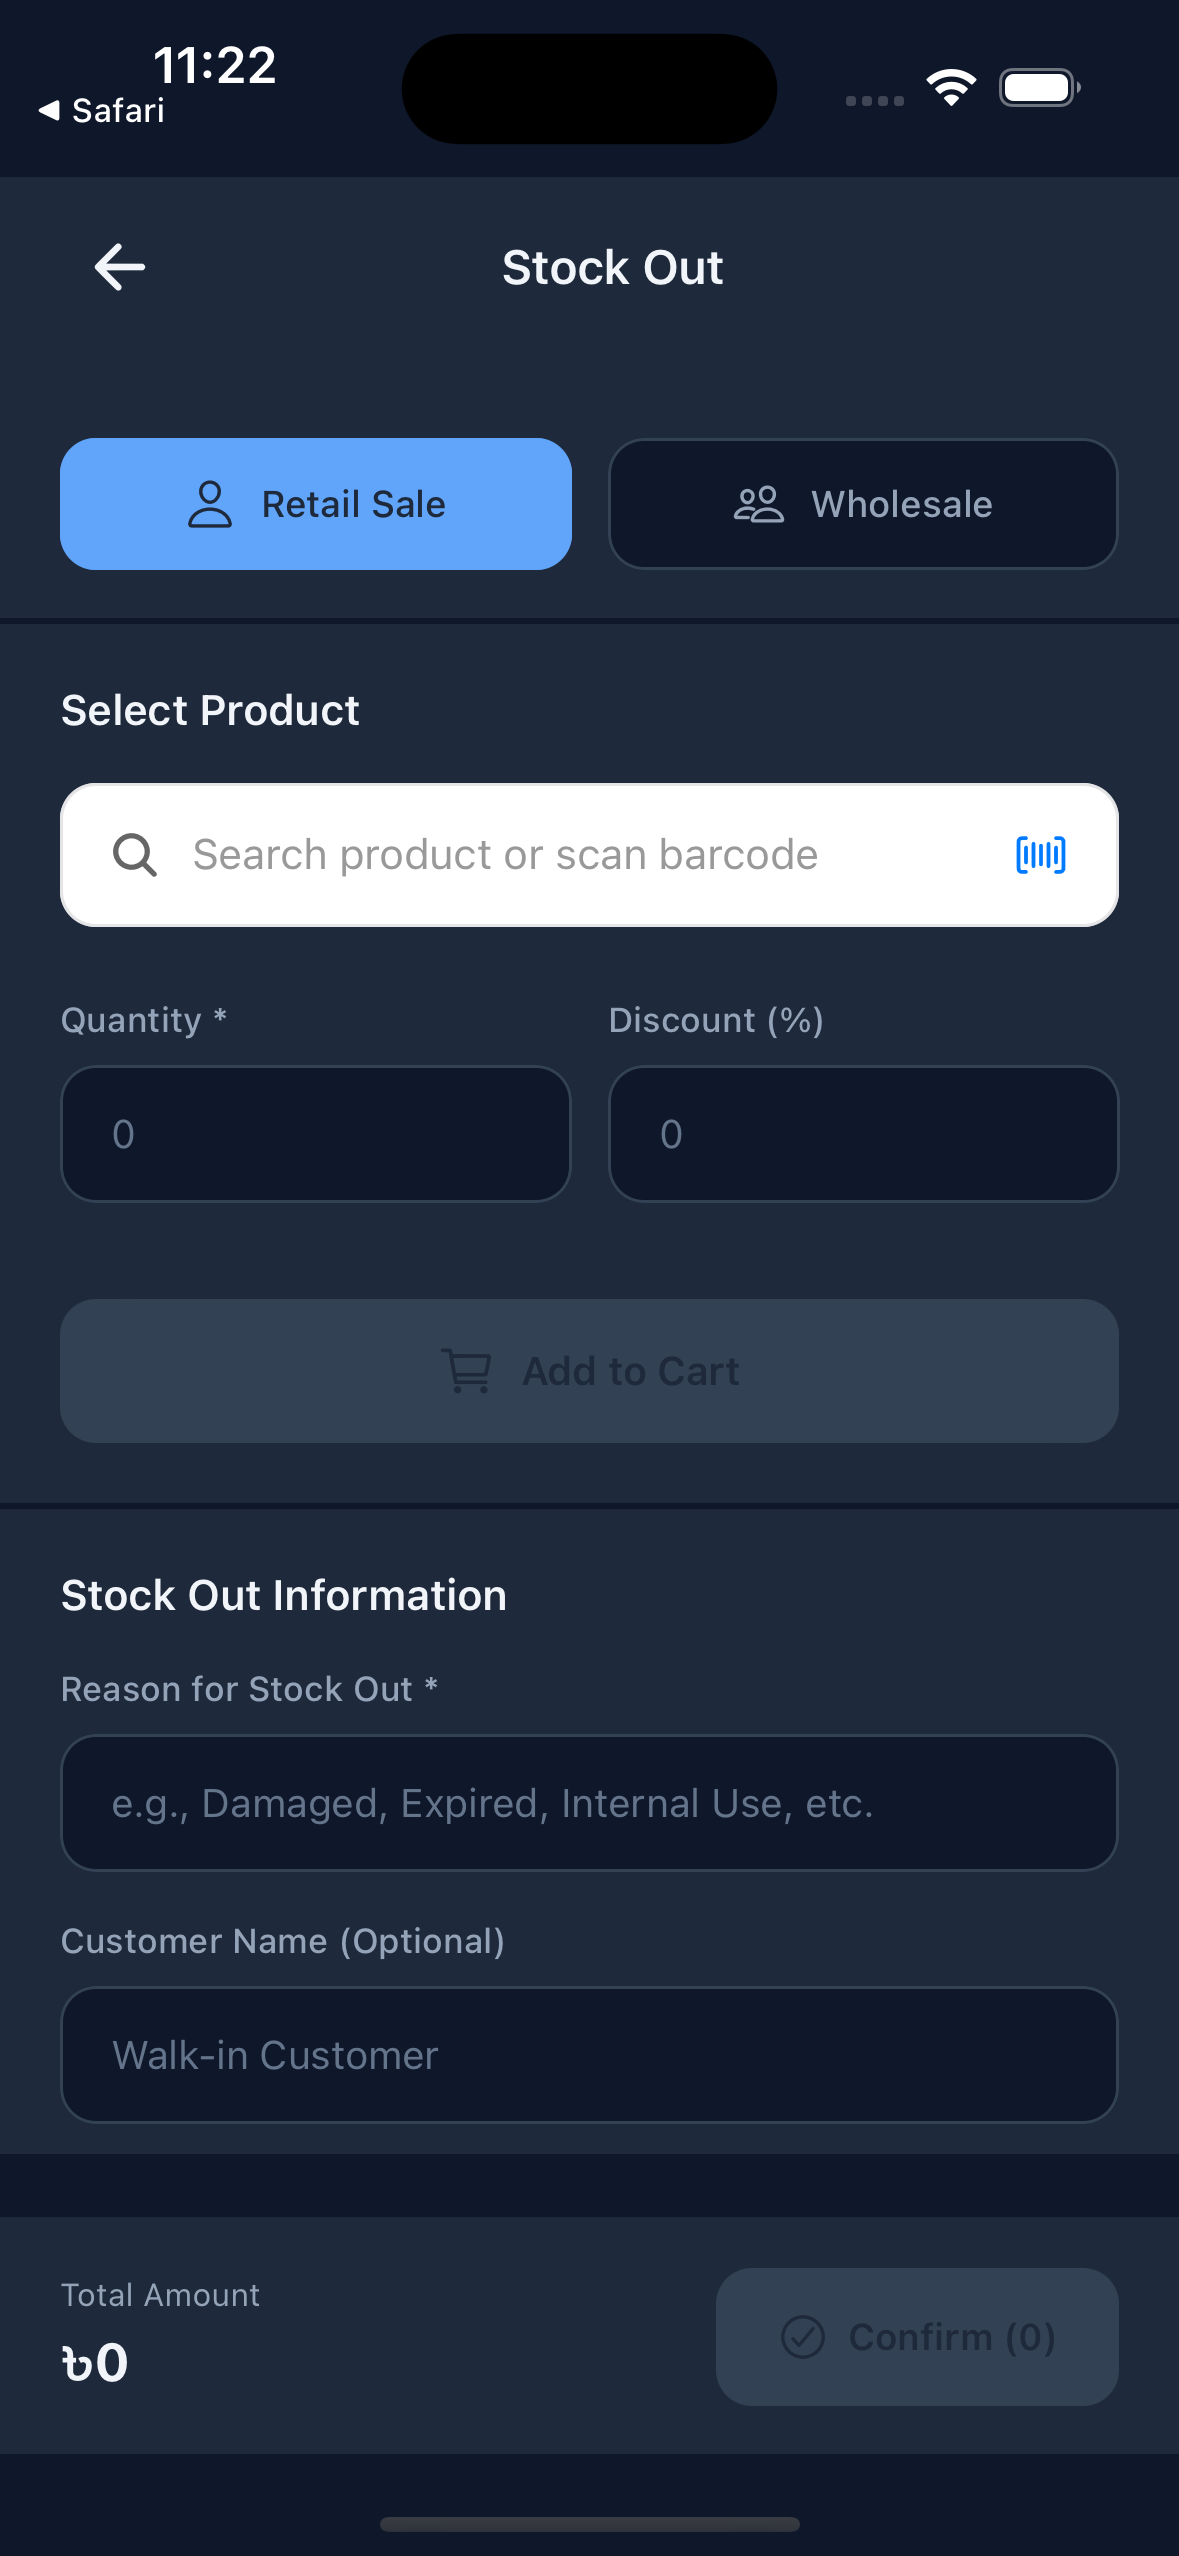 11:22
Safari
Stock Out
Retail Sale
Wholesale
Select Product
Search product or scan barcode
Quantity *
Discount (%)
0
0
Add to Cart
Stock Out Information
Reason for Stock Out *
e.g., Damaged, Expired, Internal Use, etc.
Customer Name (Optional)
Walk-in Customer
Total Amount
৳0
Confirm (0)